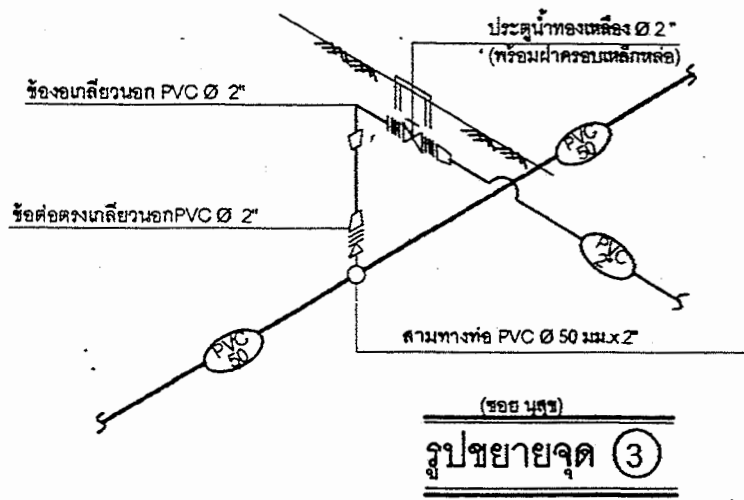 ประตูน้ำทองเหลือง Ø 2"
(พร้อมฝาครอบเหล็กหล่อ)
ข้องอเกลียวนอก PVC Ø 2"
PVC
50
ข้อต่อตรงเกลียวนอกPVC Ø 2"
PVC
2"
สามทางท่อ PVC Ø 50 มม.x 2"
PVC
50
(ซอย นุสุข)
รูปขยายจุด 3